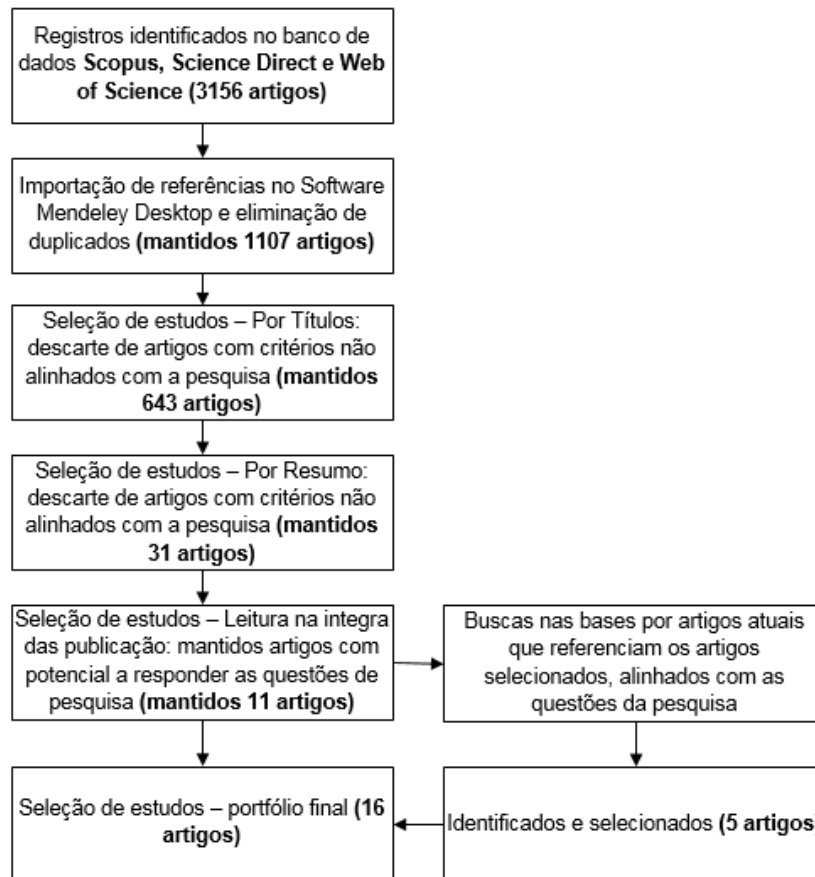 Registros identificados no banco de
dados Scopus, Science Direct e Web
of Science (3156 artigos)
Importação de referências no Software
Mendeley Desktop e eliminação de
duplicados (mantidos 1107 artigos)
Seleção de estudos – Por Títulos:
descarte de artigos com critérios não
alinhados com a pesquisa (mantidos
643 artigos)
Seleção de estudos – Por Resumo:
descarte de artigos com critérios não
alinhados com a pesquisa (mantidos
31 artigos)
Seleção de estudos – Leitura na integra
das publicação: mantidos artigos com
potencial a responder as questões de
pesquisa (mantidos 11 artigos)
Buscas nas bases por artigos atuais
que referenciam os artigos
selecionados, alinhados com as
questões da pesquisa
Seleção de estudos – portfólio final (16
artigos)
Identificados e selecionados (5 artigos)